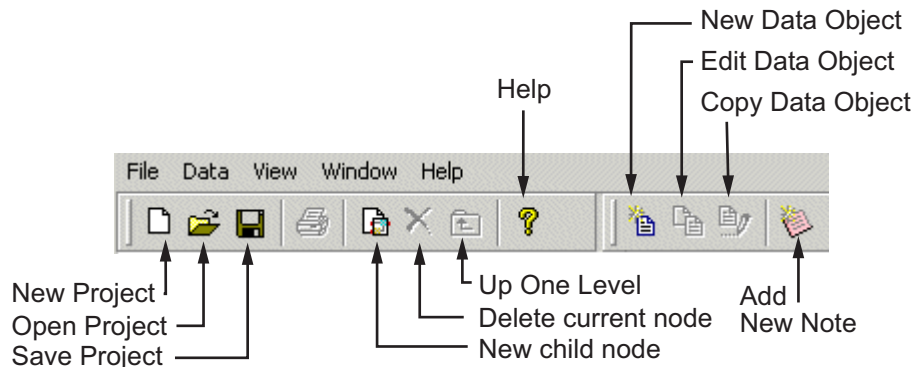 New Data Object
Edit Data Object
Help
Copy Data Object
File Data View Window Help
New Project
Open Project
Save Project
Up One Level
Delete current node
New child node
Add
New Note